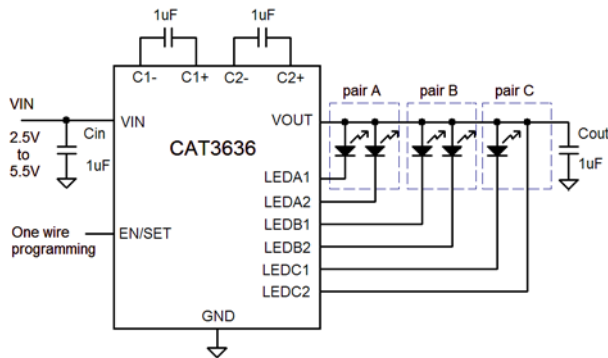 1uF
1uF
C1-
C1+
C2-
C2+
pair A
pair B
pair C
VIN
VIN
VOUT
Cin
Cout
2.5V
to
5.5V
1uF
1uF
CAT3636
LEDA1
LEDA2
LEDB1
LEDB2
LEDC1
LEDC2
One wire
programming
EN/SET
GND